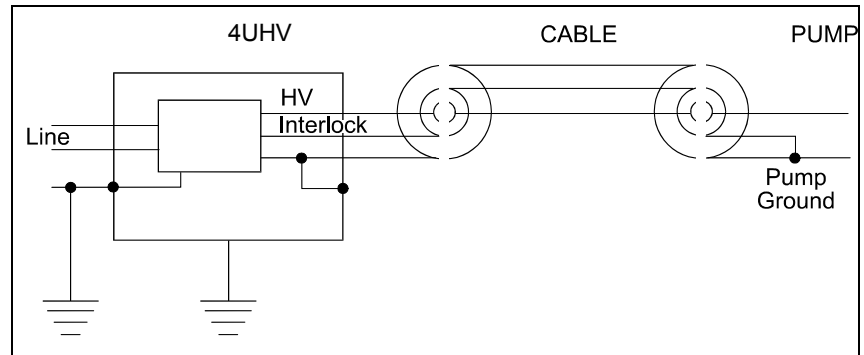 4UHV
CABLE
PUMP
HV
Interlock
Line
Pump
Ground